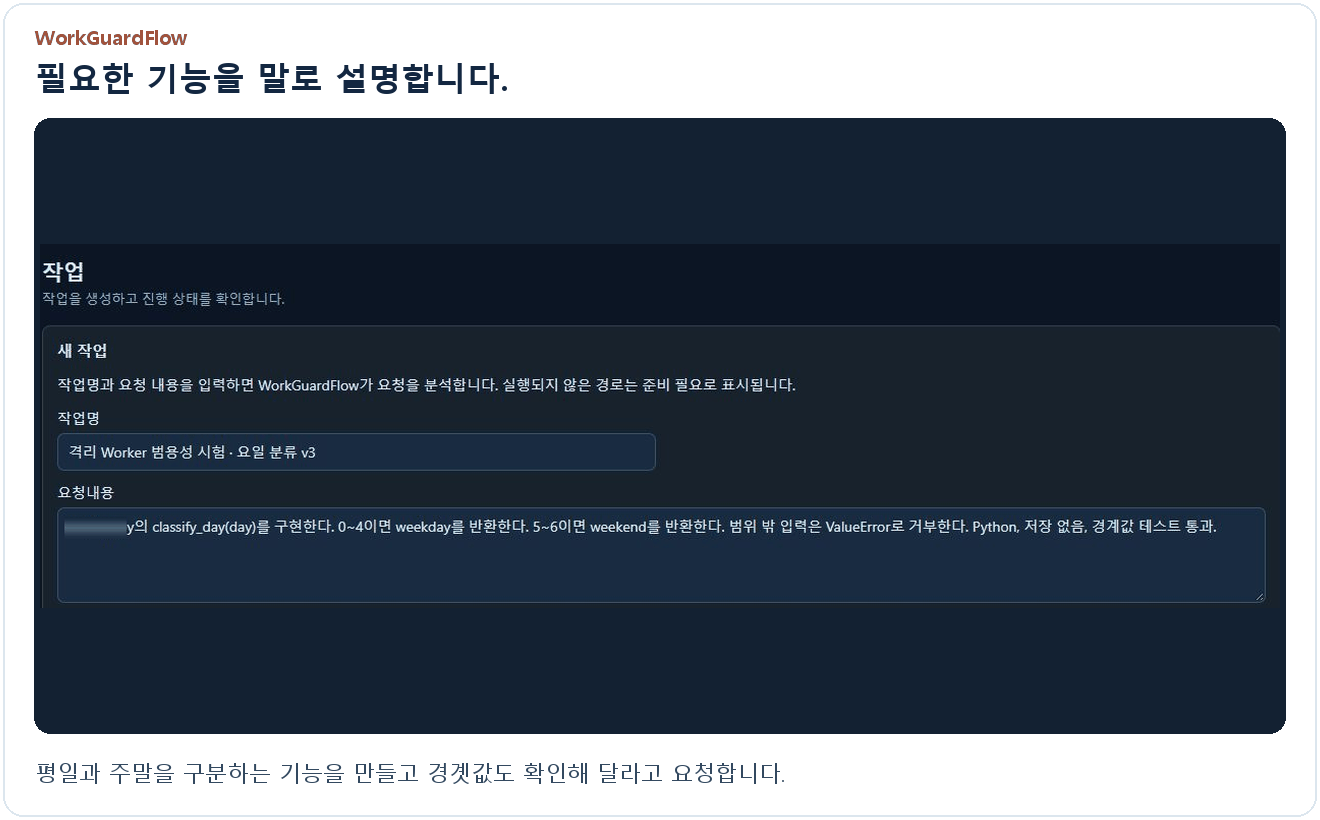 WorkGuardFlow
필요한 기능을 말로 설명합니다.
작업
작업을 생성하고 진행 상태를 확인합니다.
새 작업
작업명과 요청 내용을 입력하면 WorkGuardFlow가 요청을 분석합니다. 실행되지 않은 경로는 준비 필요로 표시됩니다.
작업명
격리 Worker 범용성 시험 · 요일 분류 v3
요청내용
y의 classify_day(day)를 구현한다. 0~4이면 weekday를 반환한다. 5~6이면 weekend를 반환한다. 범위 밖 입력은 ValueError로 거부한다. Python, 저장 없음, 경계값 테스트 통과.
평일과 주말을 구분하는 기능을 만들고 경곗값도 확인해 달라고 요청합니다.